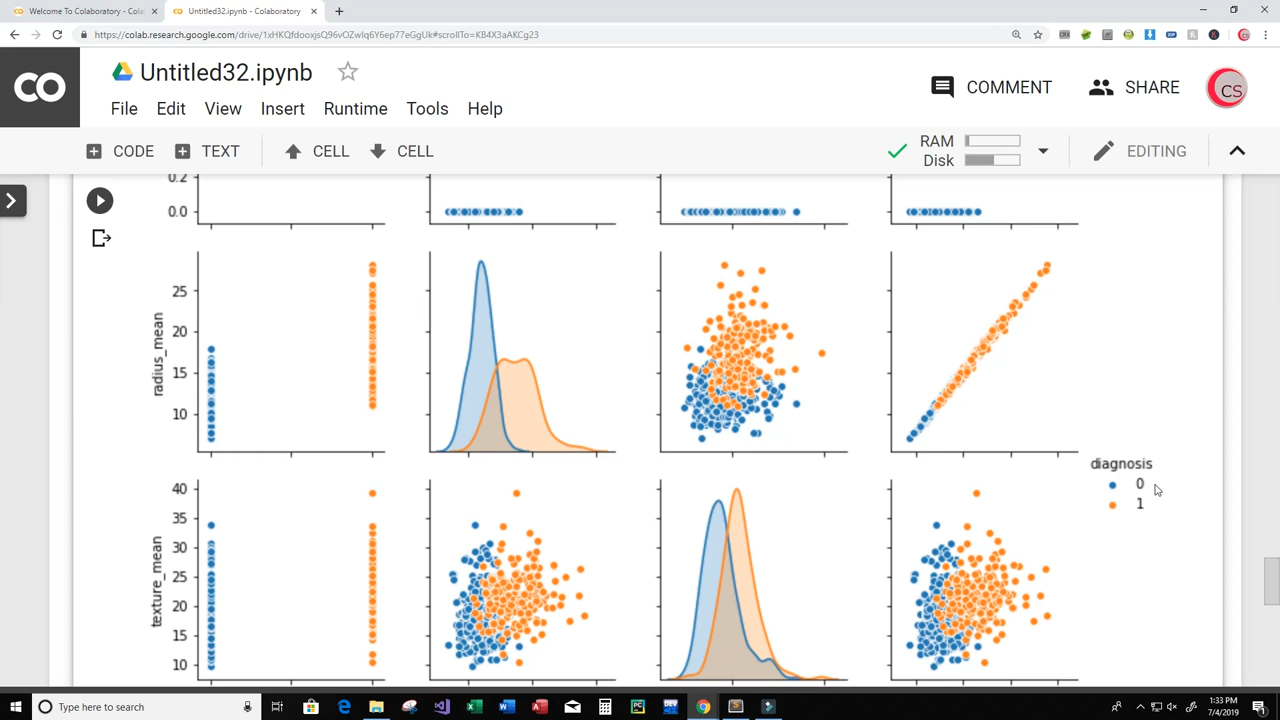 Welcome To Colaboratory - Cola
Untitled32.ipynb - Colaboratory
https://colab.research.google.com/drive/1xHKQfdooxjsQ96vOZwIq6Y6ep77eGgUk#scrollTo=KB4X3aAKCg23
CO
Untitled32.ipynb
COMMENT
SHARE
CS
File Edit View Insert Runtime Tools Help
CODE TEXT CELL CELL
RAM
Disk
EDITING
0.2
0.0
radius_mean
25
20
15
10
diagnosis
0
1
texture_mean
40
35
30
25
20
15
10
Type here to search
1:33 PM
7/4/2019